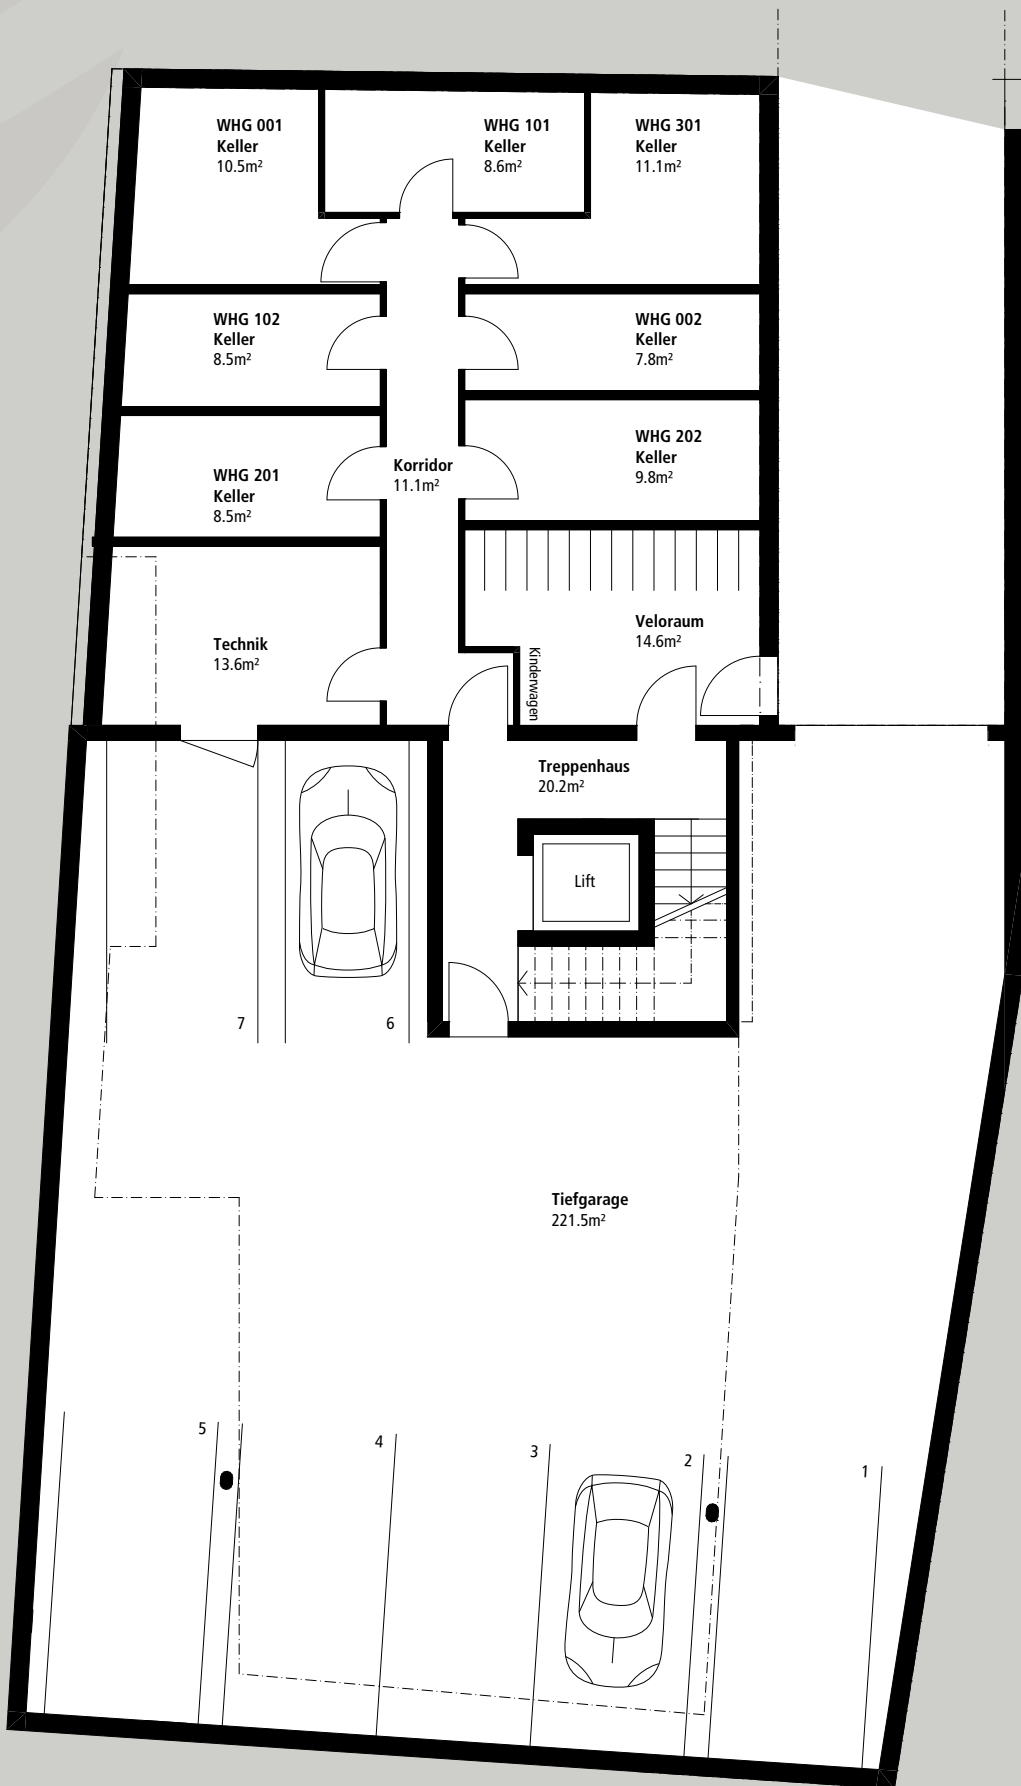 WHG 001
Keller
10.5m²
WHG 101
Keller
8.6m²
WHG 301
Keller
11.1m²
WHG 102
Keller
8.5m²
WHG 002
Keller
7.8m²
WHG 202
Keller
9.8m²
WHG 201
Keller
8.5m²
Korridor
11.1m²
Technik
13.6m²
Veloraum
14.6m²
Kinderwagen
Treppenhaus
20.2m²
Lift
7
6
Tiefgarage
221.5m²
5
4
3
2
1